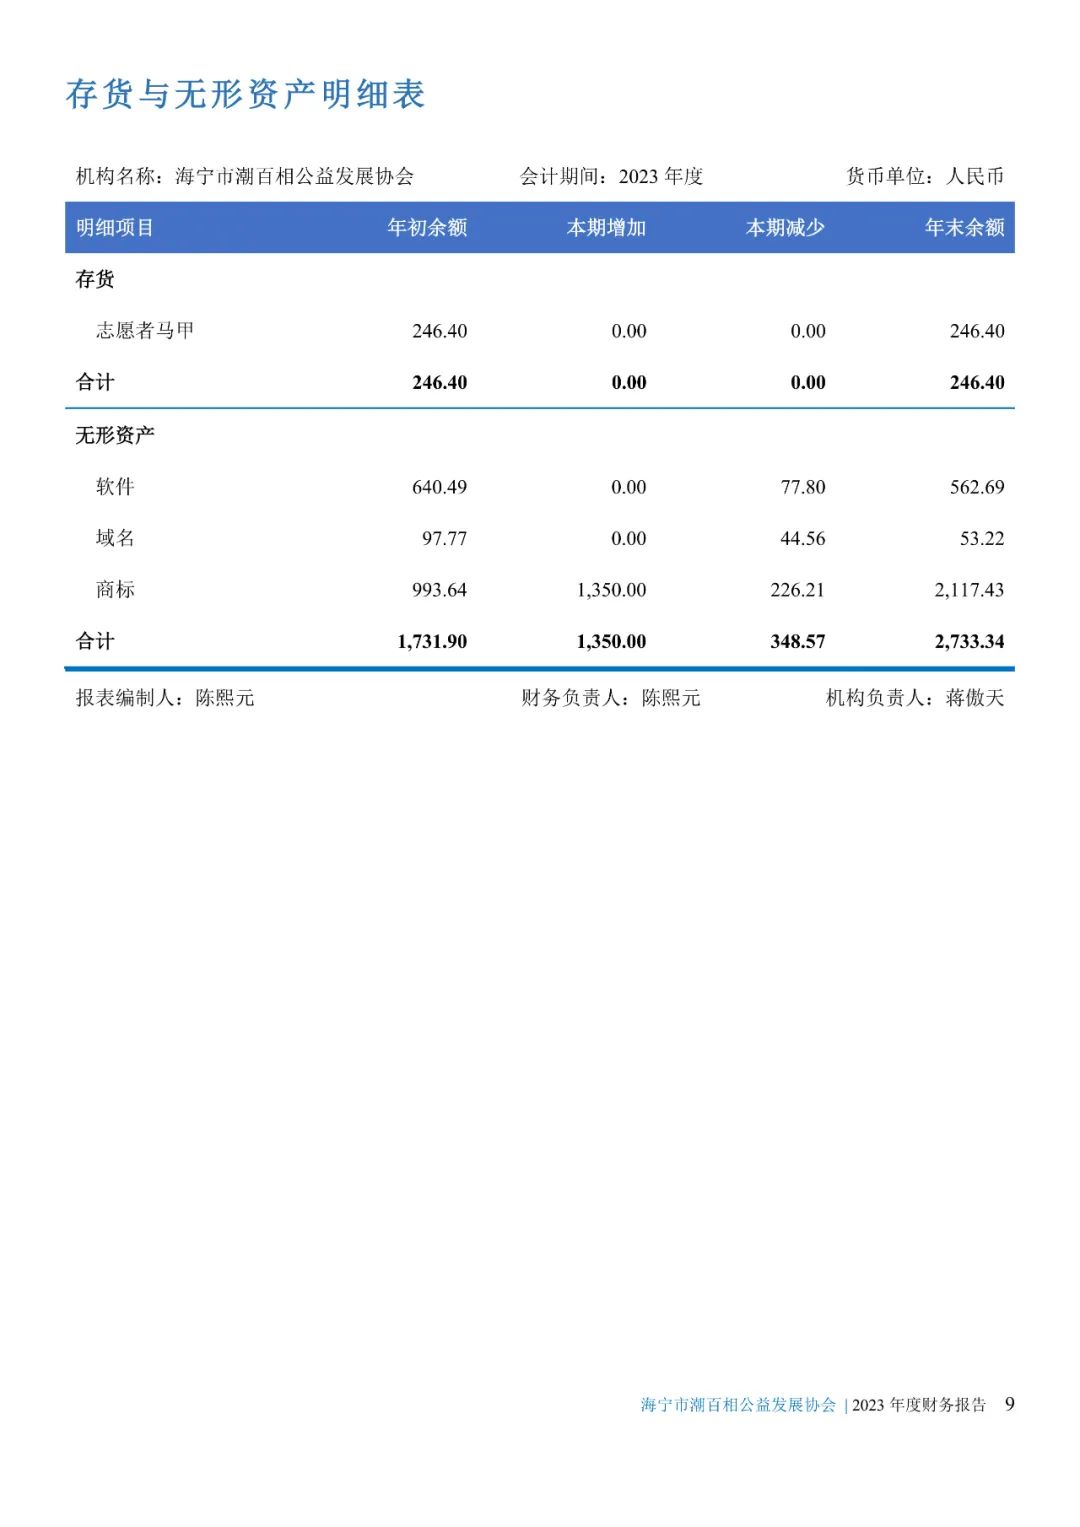 存货与无形资产明细表
机构名称：海宁市潮百相公益发展协会 会计期间：2023 年度 货币单位：人民币
明细项目 年初余额 本期增加 本期减少 年末余额
存货
志愿者马甲 246.40 0.00 0.00 246.40
合计 246.40 0.00 0.00 246.40
无形资产
软件 640.49 0.00 77.80 562.69
域名 97.77 0.00 44.56 53.22
商标 993.64 1,350.00 226.21 2,117.43
合计 1,731.90 1,350.00 348.57 2,733.34
报表编制人：陈熙元 财务负责人：陈熙元 机构负责人：蒋傲天
海宁市潮百相公益发展协会 | 2023 年度财务报告 9